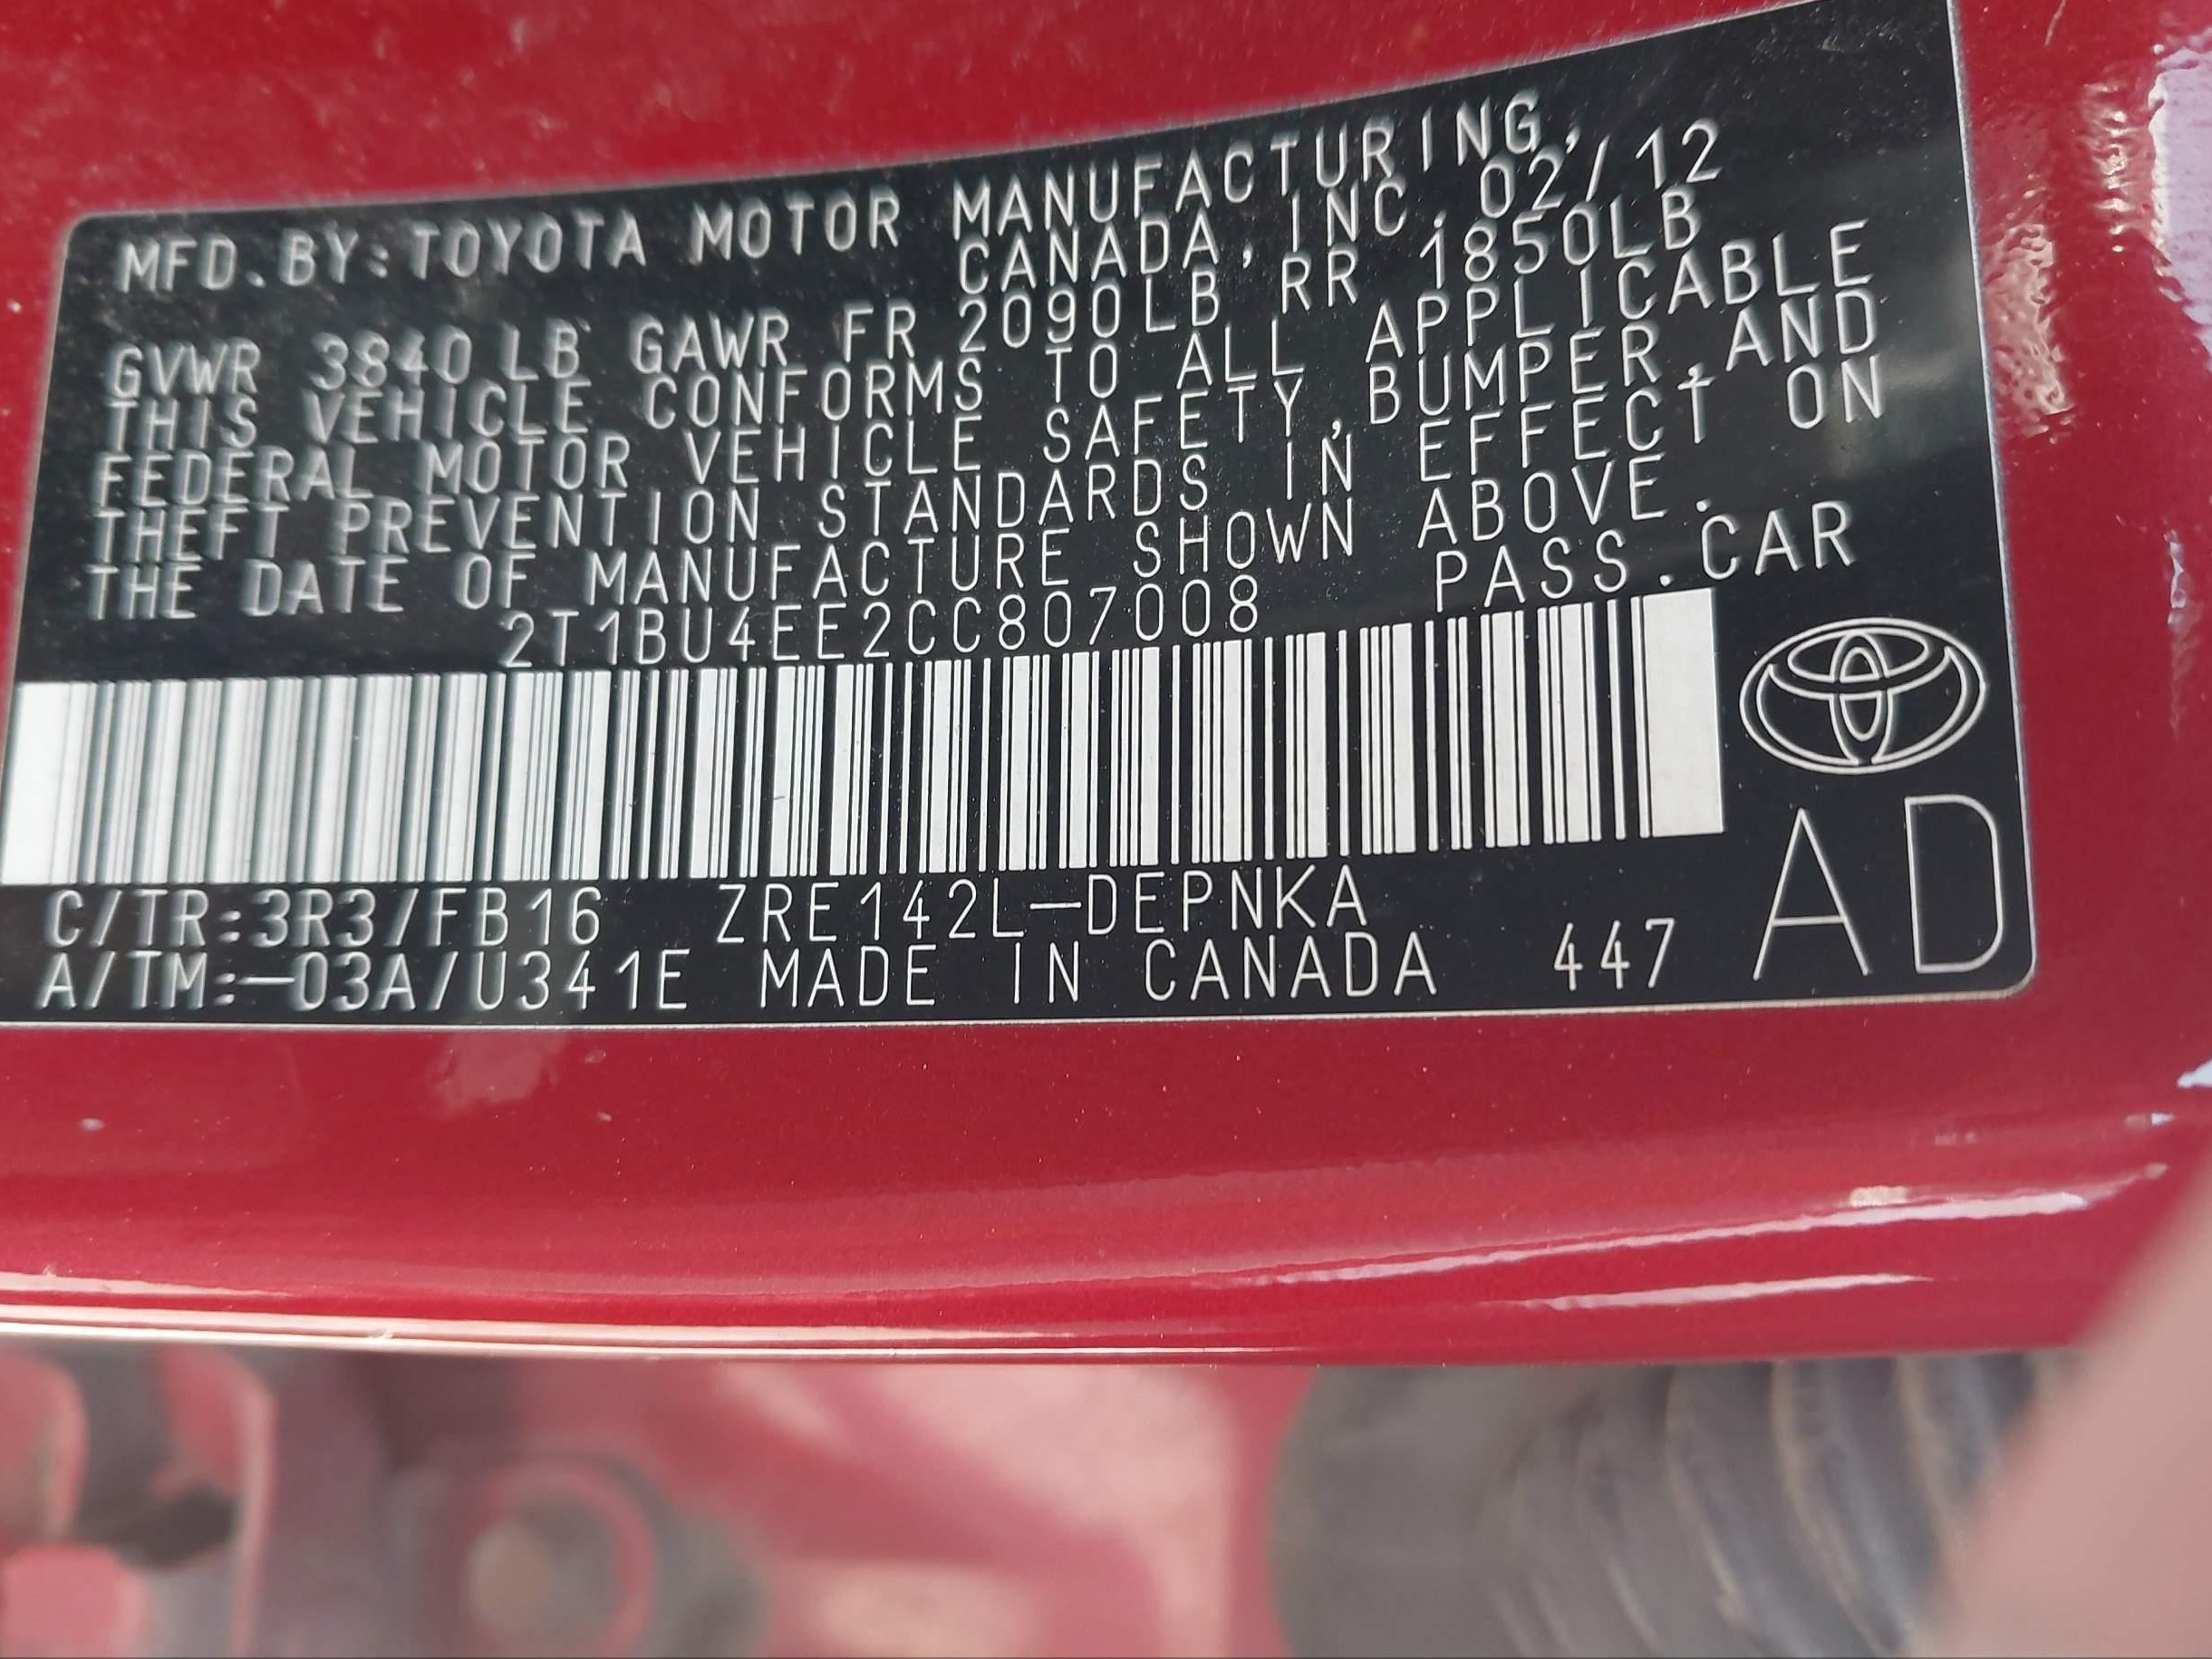 MFD.BY:TOYOTA MOTOR MANUFACTURING,
CANADA, INC. 02/12
GVWR 3840LB GAWR FR 2090LB RR 1850LB
THIS VEHICLE CONFORMS TO ALL APPLICABLE
FEDERAL MOTOR VEHICLE SAFETY,BUMPER,AND
THEFT PREVENTION STANDARDS IN EFFECT ON
THE DATE OF MANUFACTURE SHOWN ABOVE.
2T1BU4EE2CC807008 PASS.CAR
C/TR:3R3/FB16 ZRE142L-DEPNKA
A/TM:-03A/U341E MADE IN CANADA 447
AD